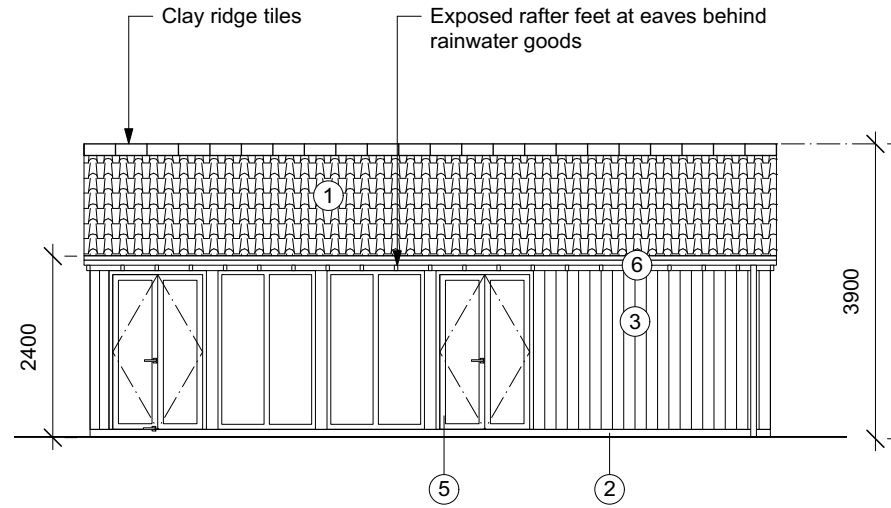 Clay ridge tiles
Exposed rafter feet at eaves behind
rainwater goods
1
6
3
2400
3900
5
2